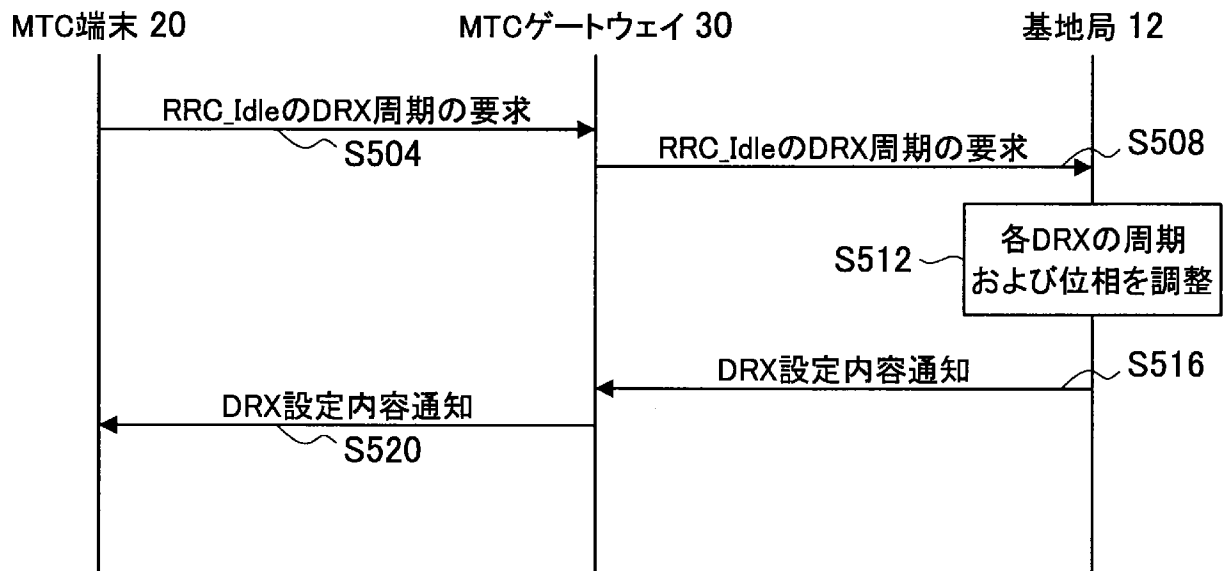 MTC端末 20
MTCゲートウェイ 30
基地局 12
RRC_IdleのDRX周期の要求
S504
RRC_IdleのDRX周期の要求
S508
S512
各DRXの周期
および位相を調整
DRX設定内容通知
S516
DRX設定内容通知
S520